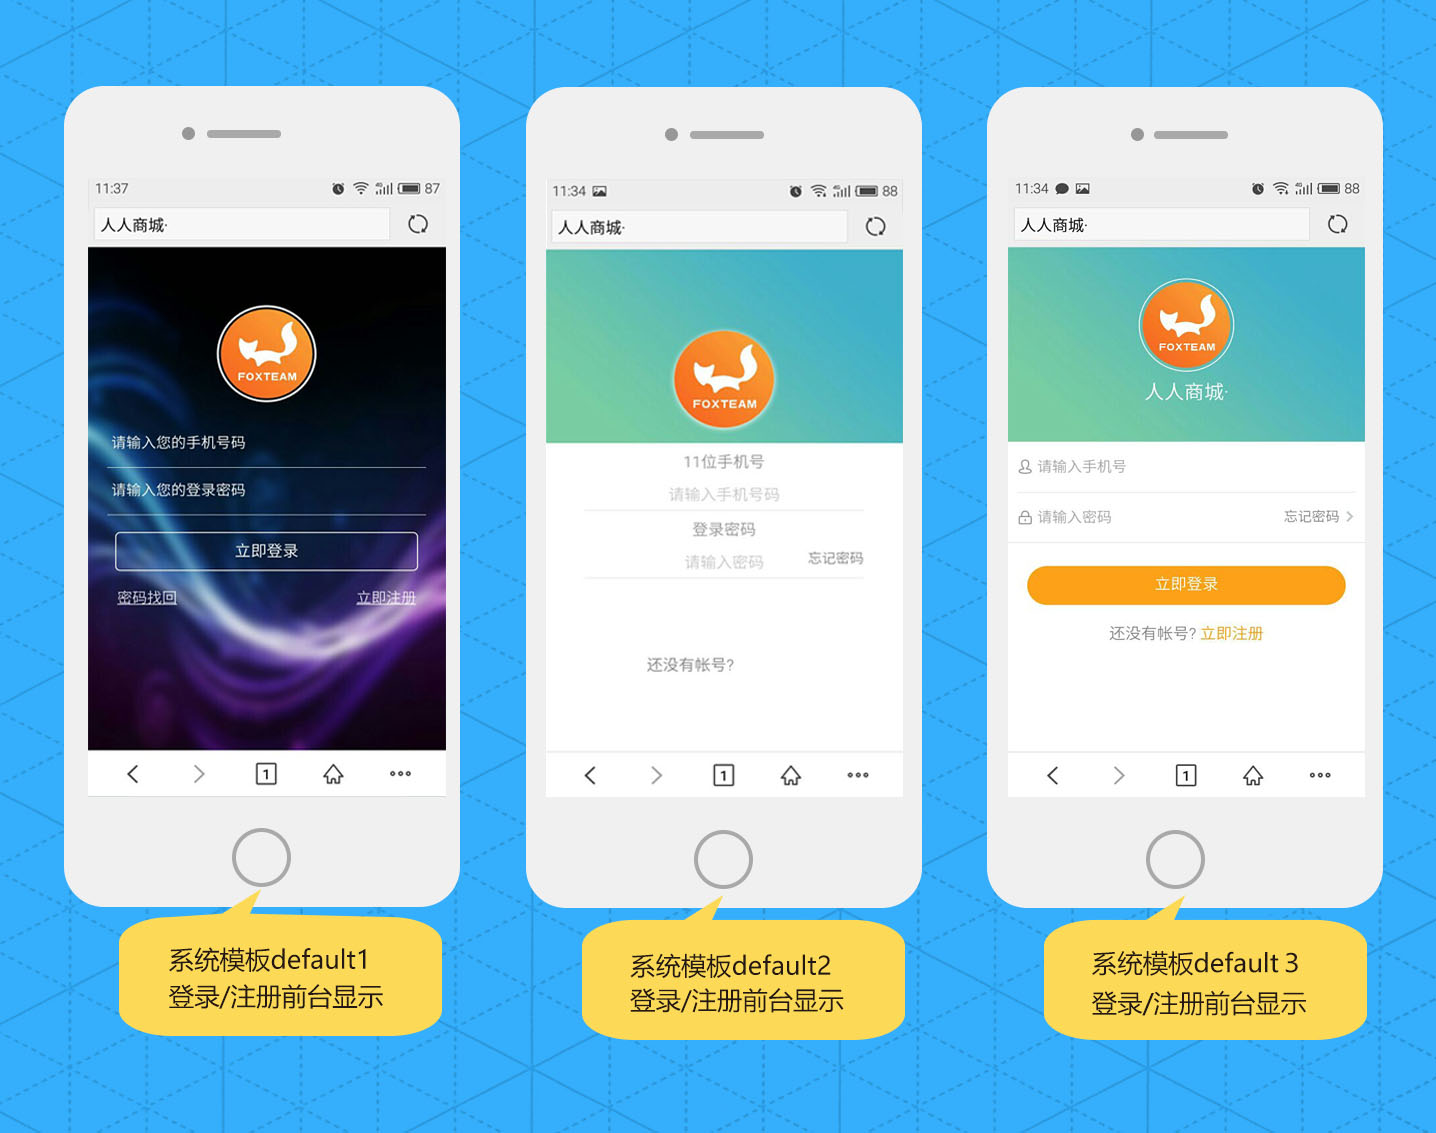 11:37
87
人人商城·
FOXTEAM
请输入您的手机号码
请输入您的登录密码
立即登录
密码找回 立即注册
1
系统模板default1
登录/注册前台显示
11:34
4G
88
人人商城·
FOXTEAM
11位手机号
请输入手机号码
登录密码
请输入密码 忘记密码
还没有帐号?
1
系统模板default2
登录/注册前台显示
11:34
4G
88
人人商城·
FOXTEAM
人人商城·
请输入手机号
请输入密码 忘记密码
立即登录
还没有帐号? 立即注册
1
系统模板default 3
登录/注册前台显示